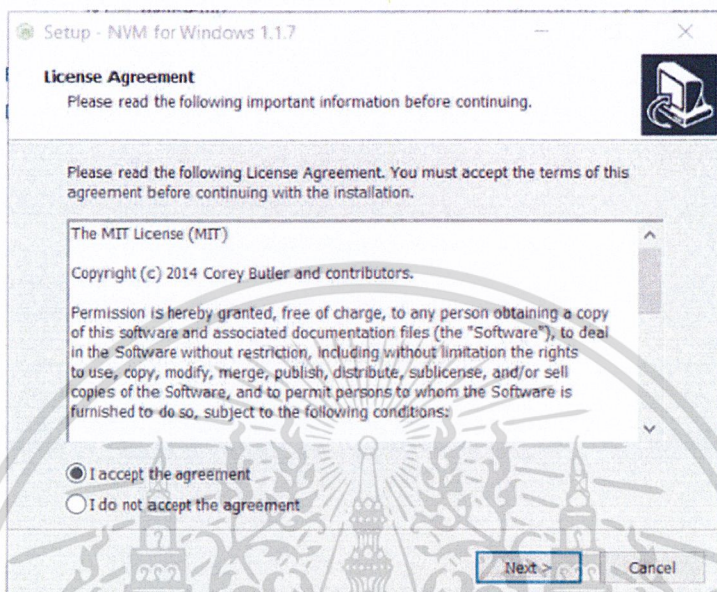 Setup - NVM for Windows 1.1.7
License Agreement
Please read the following important information before continuing.
Please read the following License Agreement. You must accept the terms of this
agreement before continuing with the installation.
The MIT License (MIT)
Copyright (c) 2014 Corey Butler and contributors.
Permission is hereby granted, free of charge, to any person obtaining a copy
of this software and associated documentation files (the "Software"), to deal
in the Software without restriction, including without limitation the rights
to use, copy, modify, merge, publish, distribute, sublicense, and/or sell
copies of the Software, and to permit persons to whom the Software is
furnished to do so, subject to the following conditions:
I accept the agreement
I do not accept the agreement
Next >
Cancel